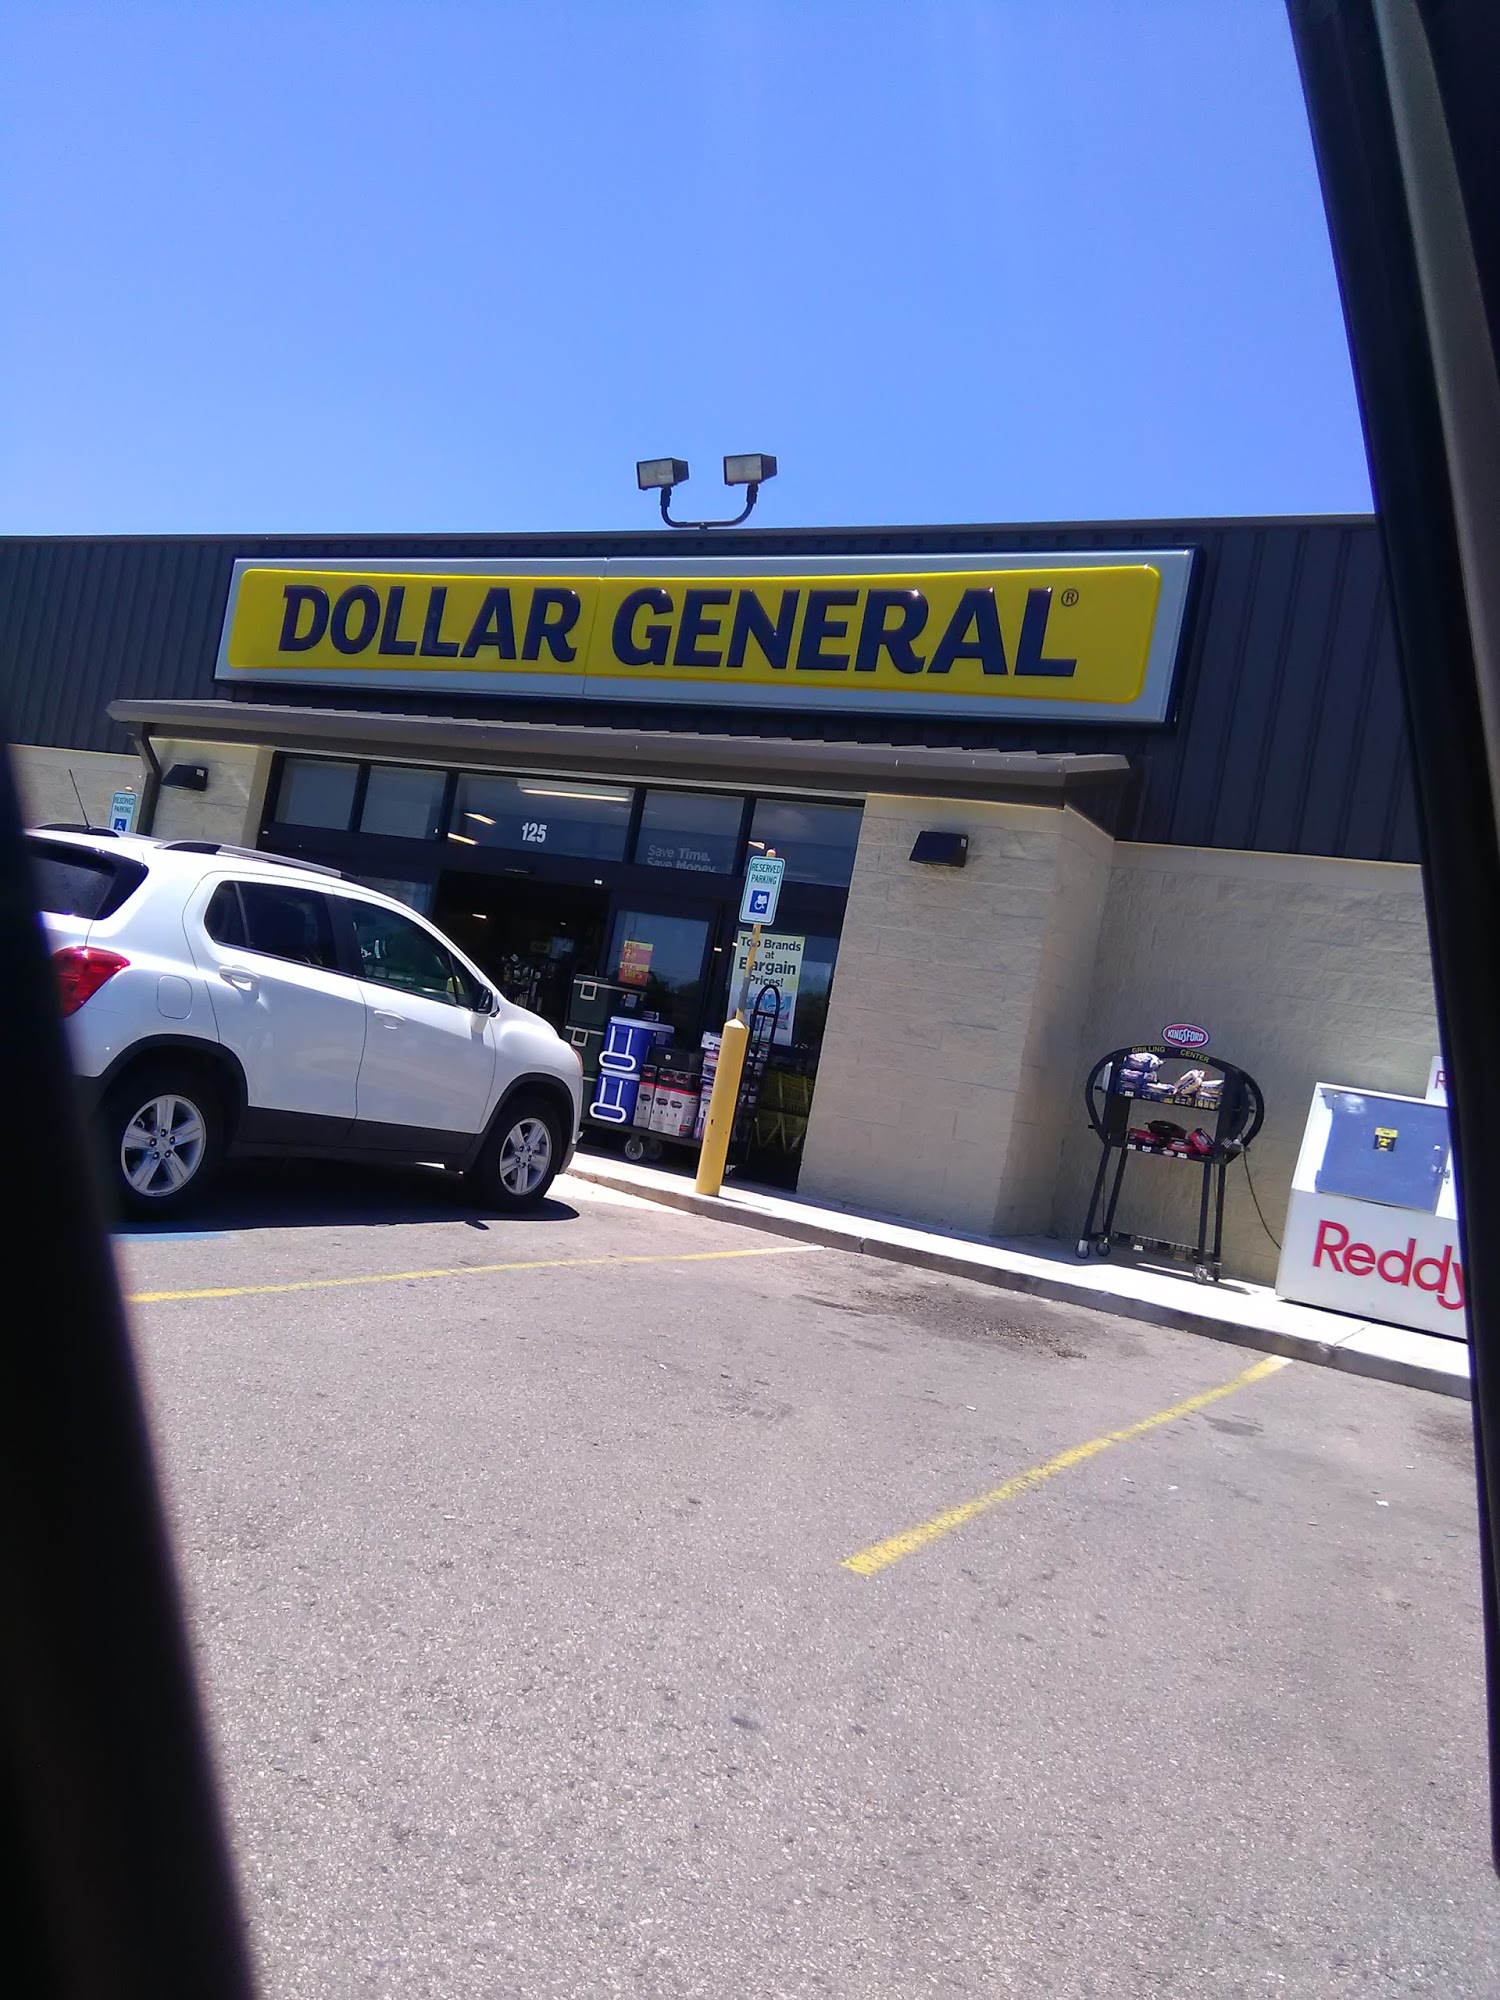 DOLLAR GENERAL®
125
Save Time.
Save Money.
RESERVED
PARKING
RESERVED
PARKING
Top Brands
at
Bargain
Prices!
KINGSFORD
GRILLING CENTER
Reddy
R